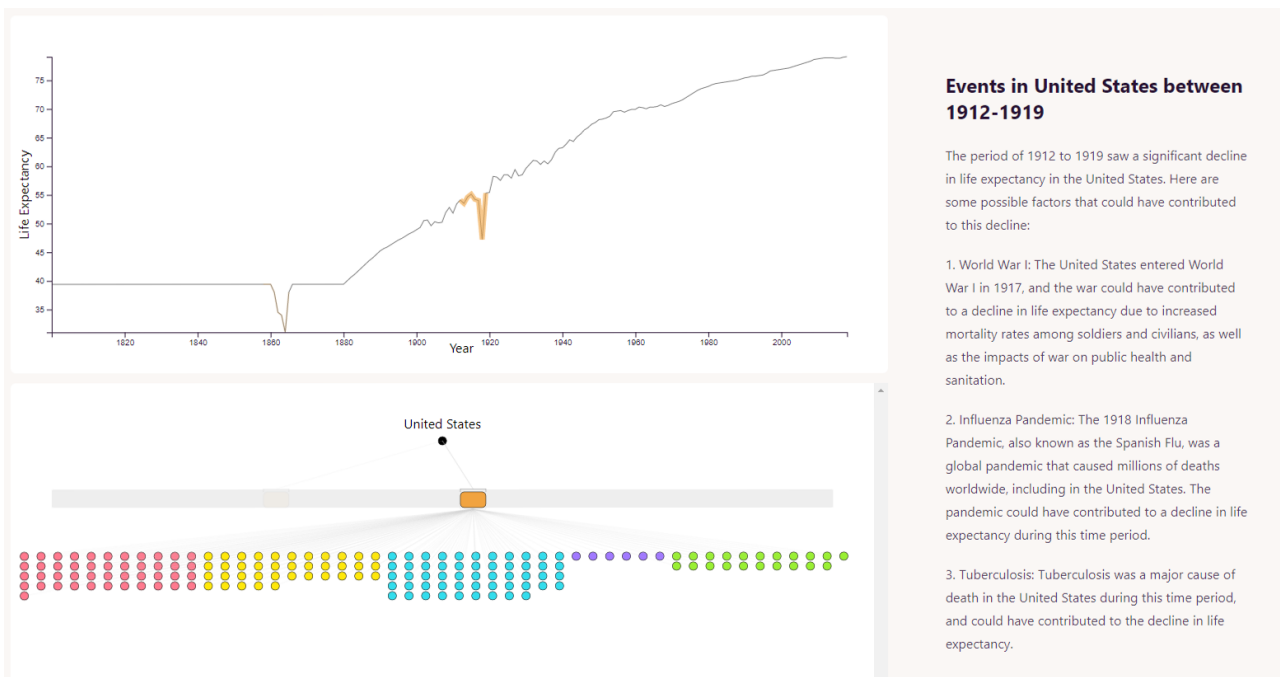 75
70
65
60
55
50
45
40
35
Life Expectancy
1820 1840 1860 1880 1900 1920 1940 1960 1980 2000
Year
United States
Events in United States between
1912-1919
The period of 1912 to 1919 saw a significant decline
in life expectancy in the United States. Here are
some possible factors that could have contributed
to this decline:
1. World War I: The United States entered World
War I in 1917, and the war could have contributed
to a decline in life expectancy due to increased
mortality rates among soldiers and civilians, as well
as the impacts of war on public health and
sanitation.
2. Influenza Pandemic: The 1918 Influenza
Pandemic, also known as the Spanish Flu, was a
global pandemic that caused millions of deaths
worldwide, including in the United States. The
pandemic could have contributed to a decline in life
expectancy during this time period.
3. Tuberculosis: Tuberculosis was a major cause of
death in the United States during this time period,
and could have contributed to the decline in life
expectancy.